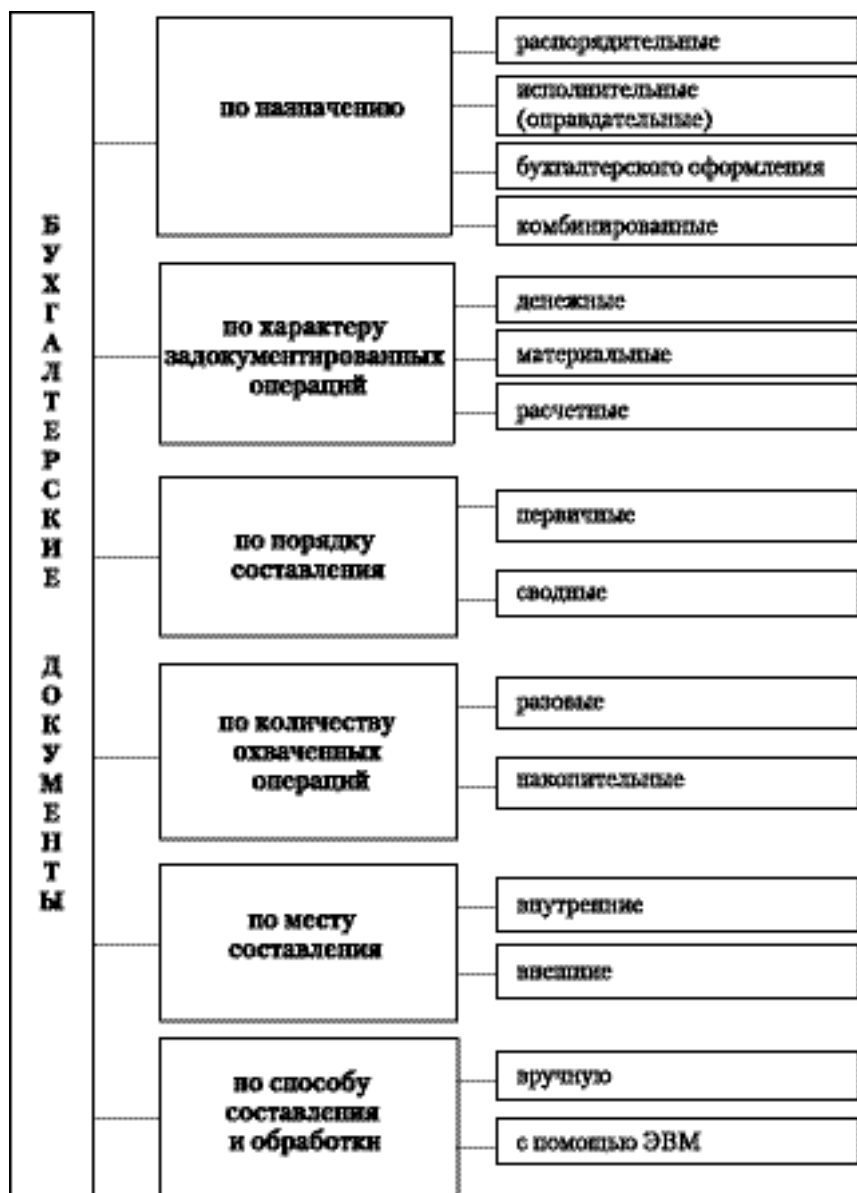 БУХГАЛТЕРСКИЕ ДОКУМЕНТЫ
по назначению
распорядительные
исполнительные
(оправдательные)
бухгалтерского оформления
комбинированные
по характеру
задокументированных
операций
денежные
материальные
расчетные
по порядку
составления
первичные
сводные
по количеству
охваченных
операций
разовые
накопительные
по месту
составления
внутренние
внешние
по способу
составления
и обработки
вручную
с помощью ЭВМ